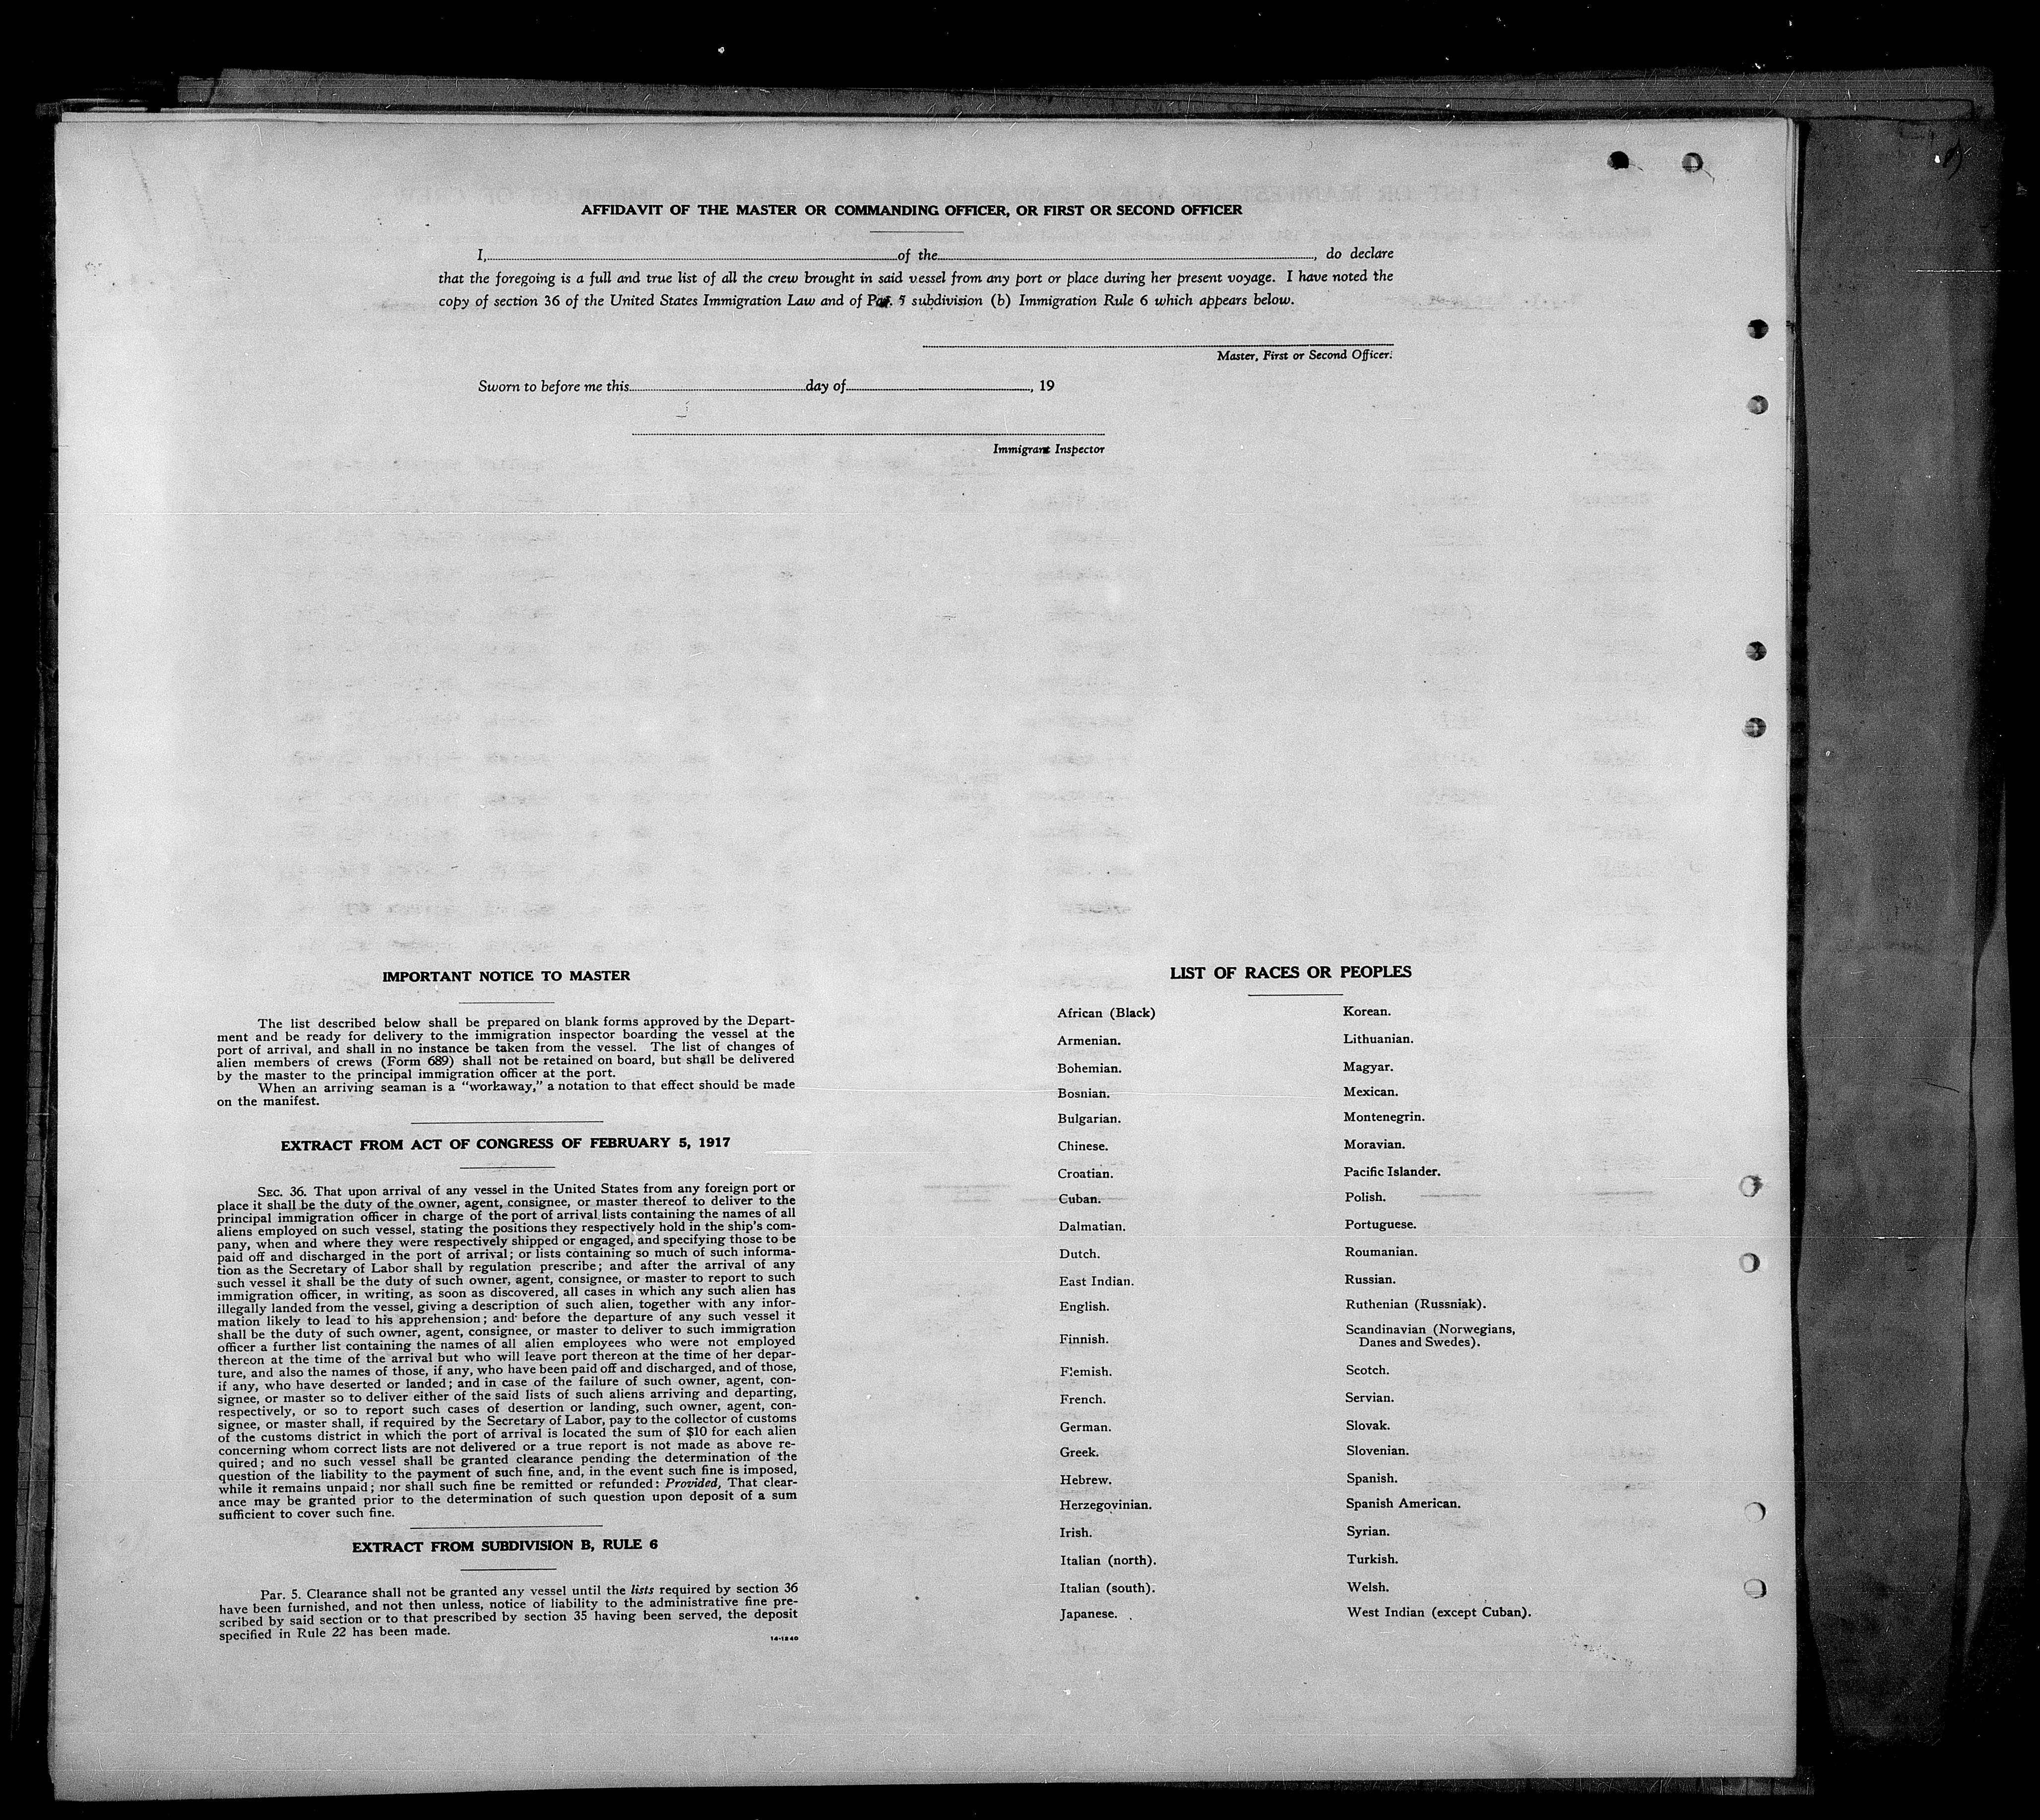 AFFIDAVIT OF THE MASTER OR COMMANDING OFFICER, OR FIRST OR SECOND OFFICER
I, of the , do declare
that the foregoing is a full and true list of all the crew brought in said vessel from any port or place during her present voyage. I have noted the
copy of section 36 of the United States Immigration Law and of Par. 5 subdivision (b) Immigration Rule 6 which appears below.
Master, First or Second Officer.
Sworn to before me this day of , 19
Immigrant Inspector
IMPORTANT NOTICE TO MASTER
The list described below shall be prepared on blank forms approved by the Depart-
ment and be ready for delivery to the immigration inspector boarding the vessel at the
port of arrival, and shall in no instance be taken from the vessel. The list of changes of
alien members of crews (Form 689) shall not be retained on board, but shall be delivered
by the master to the principal immigration officer at the port.
When an arriving seaman is a "workaway," a notation to that effect should be made
on the manifest.
EXTRACT FROM ACT OF CONGRESS OF FEBRUARY 5, 1917
SEC. 36. That upon arrival of any vessel in the United States from any foreign port or
place it shall be the duty of the owner, agent, consignee, or master thereof to deliver to the
principal immigration officer in charge of the port of arrival lists containing the names of all
aliens employed on such vessel, stating the positions they respectively hold in the ship's com-
pany, when and where they were respectively shipped or engaged, and specifying those to be
paid off and discharged in the port of arrival; or lists containing so much of such informa-
tion as the Secretary of Labor shall by regulation prescribe; and after the arrival of any
such vessel it shall be the duty of such owner, agent, consignee, or master to report to such
immigration officer, in writing, as soon as discovered, all cases in which any such alien has
illegally landed from the vessel, giving a description of such alien, together with any infor-
mation likely to lead to his apprehension; and before the departure of any such vessel it
shall be the duty of such owner, agent, consignee, or master to deliver to such immigration
officer a further list containing the names of all alien employees who were not employed
thereon at the time of the arrival but who will leave port thereon at the time of her depar-
ture, and also the names of those, if any, who have been paid off and discharged, and of those,
if any, who have deserted or landed; and in case of the failure of such owner, agent, con-
signee, or master so to deliver either of the said lists of such aliens arriving and departing,
respectively, or so to report such cases of desertion or landing, such owner, agent, con-
signee, or master shall, if required by the Secretary of Labor, pay to the collector of customs
of the customs district in which the port of arrival is located the sum of $10 for each alien
concerning whom correct lists are not delivered or a true report is not made as above re-
quired; and no such vessel shall be granted clearance pending the determination of the
question of the liability to the payment of such fine, and, in the event such fine is imposed,
while it remains unpaid; nor shall such fine be remitted or refunded: Provided, That clear-
ance may be granted prior to the determination of such question upon deposit of a sum
sufficient to cover such fine.
EXTRACT FROM SUBDIVISION B, RULE 6
Par. 5. Clearance shall not be granted any vessel until the lists required by section 36
have been furnished, and not then unless, notice of liability to the administrative fine pre-
scribed by said section or to that prescribed by section 35 having been served, the deposit
specified in Rule 22 has been made.
14-1240
LIST OF RACES OR PEOPLES
African (Black)
Armenian.
Bohemian.
Bosnian.
Bulgarian.
Chinese.
Croatian.
Cuban.
Dalmatian.
Dutch.
East Indian.
English.
Finnish.
Flemish.
French.
German.
Greek.
Hebrew.
Herzegovinian.
Irish.
Italian (north).
Italian (south).
Japanese.
Korean.
Lithuanian.
Magyar.
Mexican.
Montenegrin.
Moravian.
Pacific Islander.
Polish.
Portuguese.
Roumanian.
Russian.
Ruthenian (Russniak).
Scandinavian (Norwegians,
Danes and Swedes).
Scotch.
Servian.
Slovak.
Slovenian.
Spanish.
Spanish American.
Syrian.
Turkish.
Welsh.
West Indian (except Cuban).